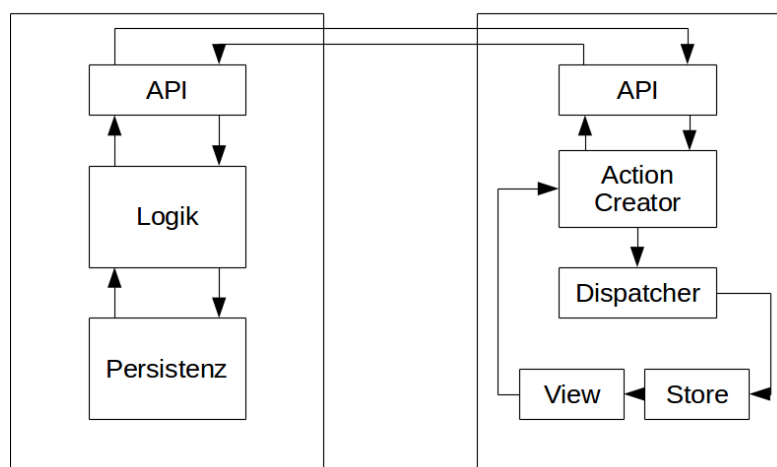 API
Logik
Persistenz
API
Action
Creator
Dispatcher
View
Store